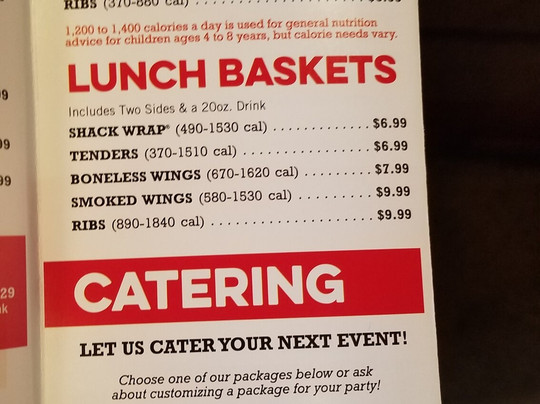 RIBS (370-860 cal)
1,200 to 1,400 calories a day is used for general nutrition
advice for children ages 4 to 8 years, but calorie needs vary.
LUNCH BASKETS
Includes Two Sides & a 20oz. Drink
SHACK WRAP® (490-1530 cal) . . . . . . . . . . . . . $6.99
TENDERS (370-1510 cal) . . . . . . . . . . . . . . . . . . $6.99
BONELESS WINGS (670-1620 cal) . . . . . . . . $7.99
SMOKED WINGS (580-1530 cal) . . . . . . . . . . $9.99
RIBS (890-1840 cal) . . . . . . . . . . . . . . . . . . . . . . $9.99
CATERING
LET US CATER YOUR NEXT EVENT!
Choose one of our packages below or ask
about customizing a package for your party!